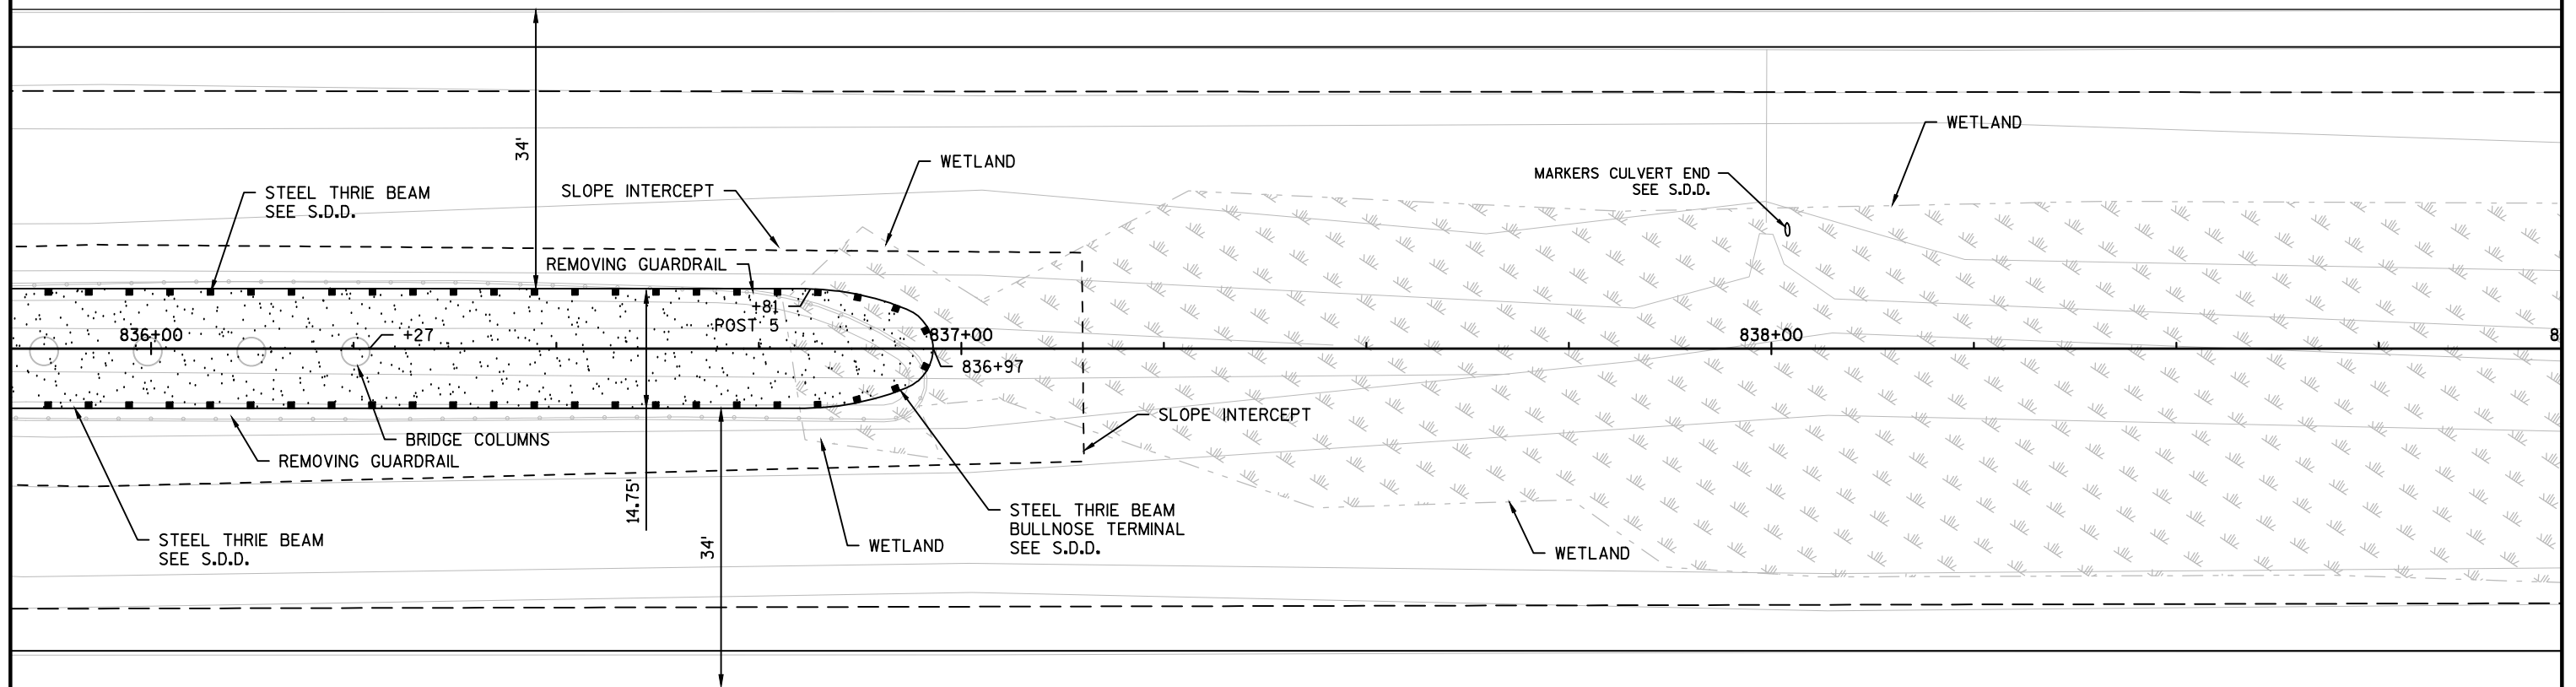 WETLAND
34'
WETLAND
MARKERS CULVERT END
SEE S.D.D.
STEEL THRIE BEAM
SEE S.D.D.
SLOPE INTERCEPT
REMOVING GUARDRAIL
+81
POST 5
836+00
+27
837+00
838+00
8
836+97
SLOPE INTERCEPT
BRIDGE COLUMNS
REMOVING GUARDRAIL
14.75'
STEEL THRIE BEAM
BULLNOSE TERMINAL
SEE S.D.D.
STEEL THRIE BEAM
SEE S.D.D.
34'
WETLAND
WETLAND